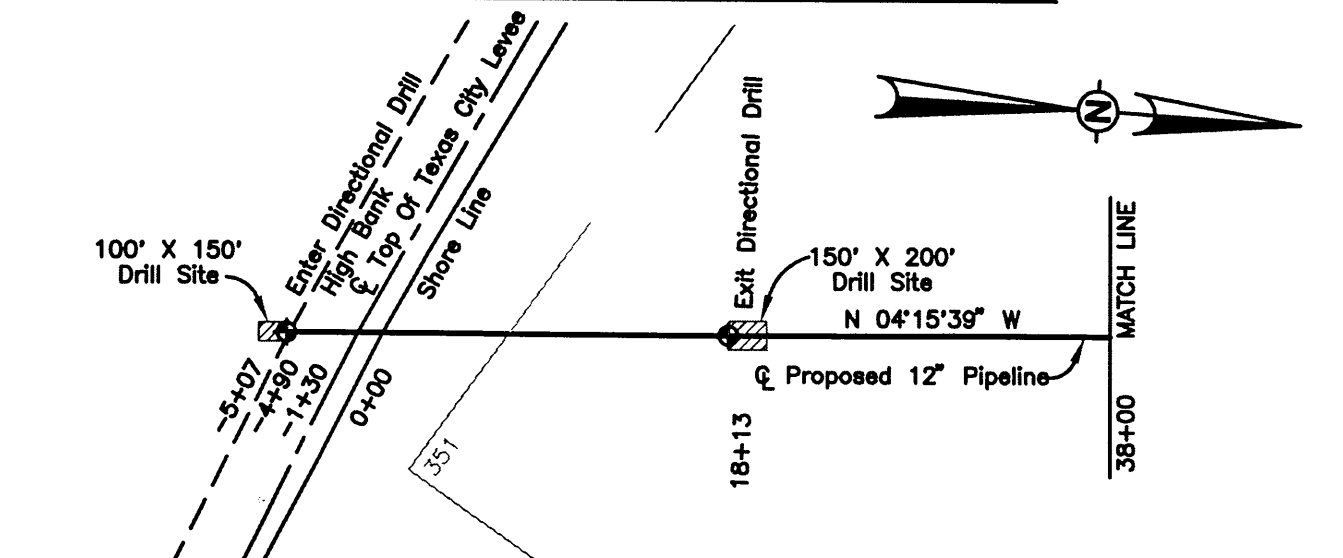 Enter Directional Drill
High Bank
℄ Top Of Texas City Levee
Shore Line
100' X 150'
Drill Site
Exit Directional Drill
150' X 200'
Drill Site
N
N 04°15'39" W
℄ Proposed 12" Pipeline
MATCH LINE
-5+07
-4+90
-1+30
0+00
351
18+13
38+00